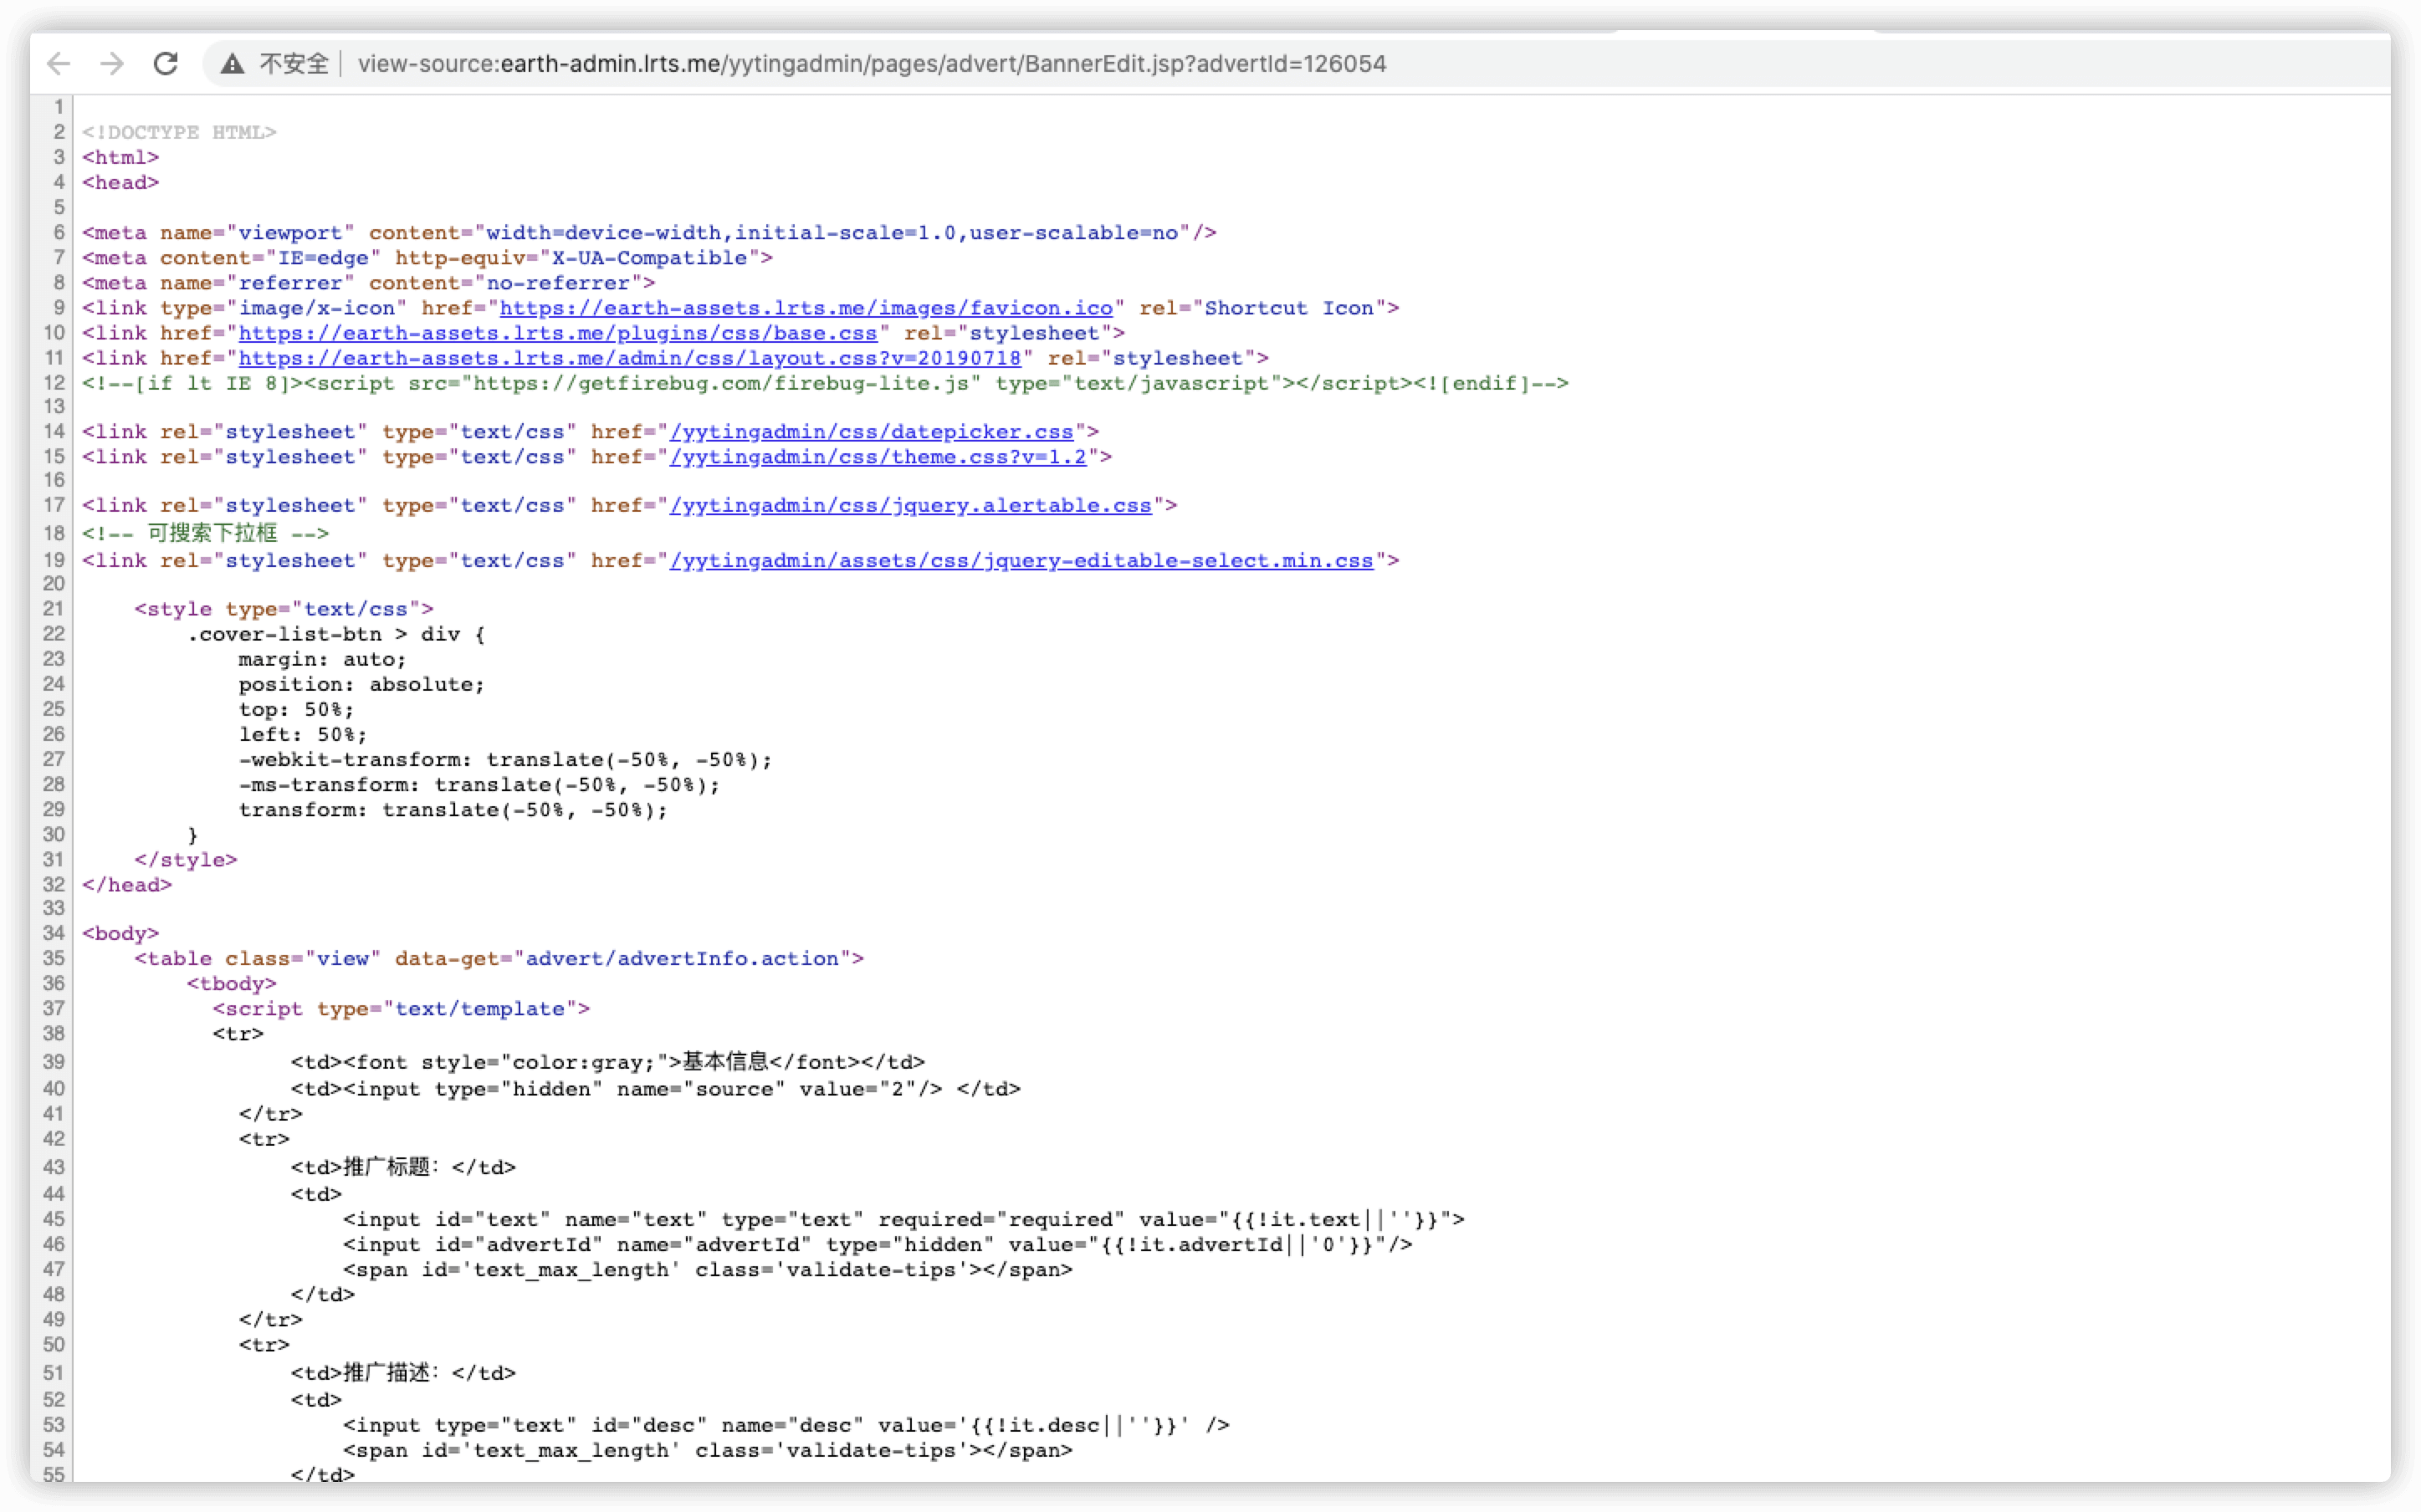 不安全 view-source:earth-admin.lrts.me/yytingadmin/pages/advert/BannerEdit.jsp?advertId=126054
1
2 <!DOCTYPE HTML>
3 <html>
4 <head>
5
6 <meta name="viewport" content="width=device-width,initial-scale=1.0,user-scalable=no"/>
7 <meta content="IE=edge" http-equiv="X-UA-Compatible">
8 <meta name="referrer" content="no-referrer">
9 <link type="image/x-icon" href="https://earth-assets.lrts.me/images/favicon.ico" rel="Shortcut Icon">
10 <link href="https://earth-assets.lrts.me/plugins/css/base.css" rel="stylesheet">
11 <link href="https://earth-assets.lrts.me/admin/css/layout.css?v=20190718" rel="stylesheet">
12 <!--[if lt IE 8]><script src="https://getfirebug.com/firebug-lite.js" type="text/javascript"></script><![endif]-->
13
14 <link rel="stylesheet" type="text/css" href="/yytingadmin/css/datepicker.css">
15 <link rel="stylesheet" type="text/css" href="/yytingadmin/css/theme.css?v=1.2">
16
17 <link rel="stylesheet" type="text/css" href="/yytingadmin/css/jquery.alertable.css">
18 <!-- 可搜索下拉框 -->
19 <link rel="stylesheet" type="text/css" href="/yytingadmin/assets/css/jquery-editable-select.min.css">
20
21 <style type="text/css">
22 .cover-list-btn > div {
23 margin: auto;
24 position: absolute;
25 top: 50%;
26 left: 50%;
27 -webkit-transform: translate(-50%, -50%);
28 -ms-transform: translate(-50%, -50%);
29 transform: translate(-50%, -50%);
30 }
31 </style>
32 </head>
33
34 <body>
35 <table class="view" data-get="advert/advertInfo.action">
36 <tbody>
37 <script type="text/template">
38 <tr>
39 <td><font style="color:gray;">基本信息</font></td>
40 <td><input type="hidden" name="source" value="2"/> </td>
41 </tr>
42 <tr>
43 <td>推广标题：</td>
44 <td>
45 <input id="text" name="text" type="text" required="required" value="{{!it.text||''}}">
46 <input id="advertId" name="advertId" type="hidden" value="{{!it.advertId||'0'}}"/>
47 <span id='text_max_length' class='validate-tips'></span>
48 </td>
49 </tr>
50 <tr>
51 <td>推广描述：</td>
52 <td>
53 <input type="text" id="desc" name="desc" value='{{!it.desc||''}}' />
54 <span id='text_max_length' class='validate-tips'></span>
55 </td>